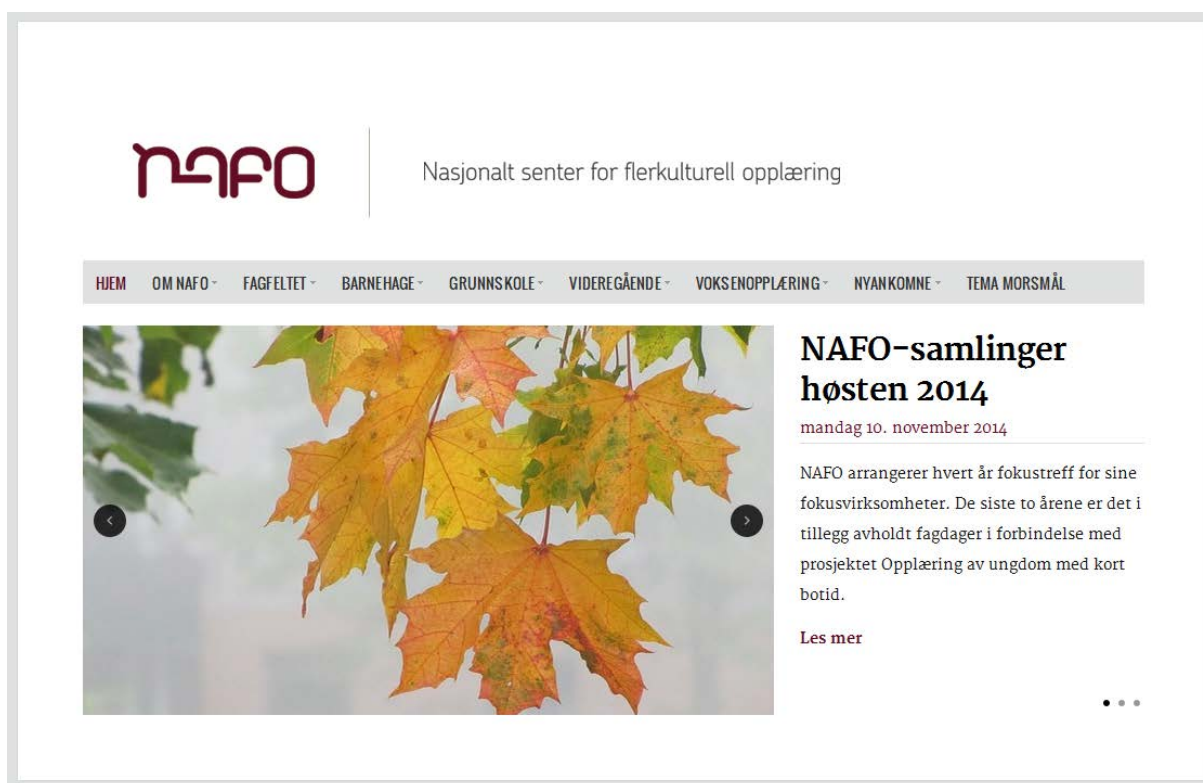 nafo
Nasjonalt senter for flerkulturell opplæring
HJEM OM NAFO FAGFELTET BARNEHAGE GRUNNSKOLE VIDEREGÅENDE VOKSENOPPLÆRING NYANKOMNE TEMA MORSMÅL
NAFO-samlinger
høsten 2014
mandag 10. november 2014
NAFO arrangerer hvert år fokustreff for sine
fokusvirksomheter. De siste to årene er det i
tillegg avholdt fagdager i forbindelse med
prosjektet Opplæring av ungdom med kort
botid.
Les mer